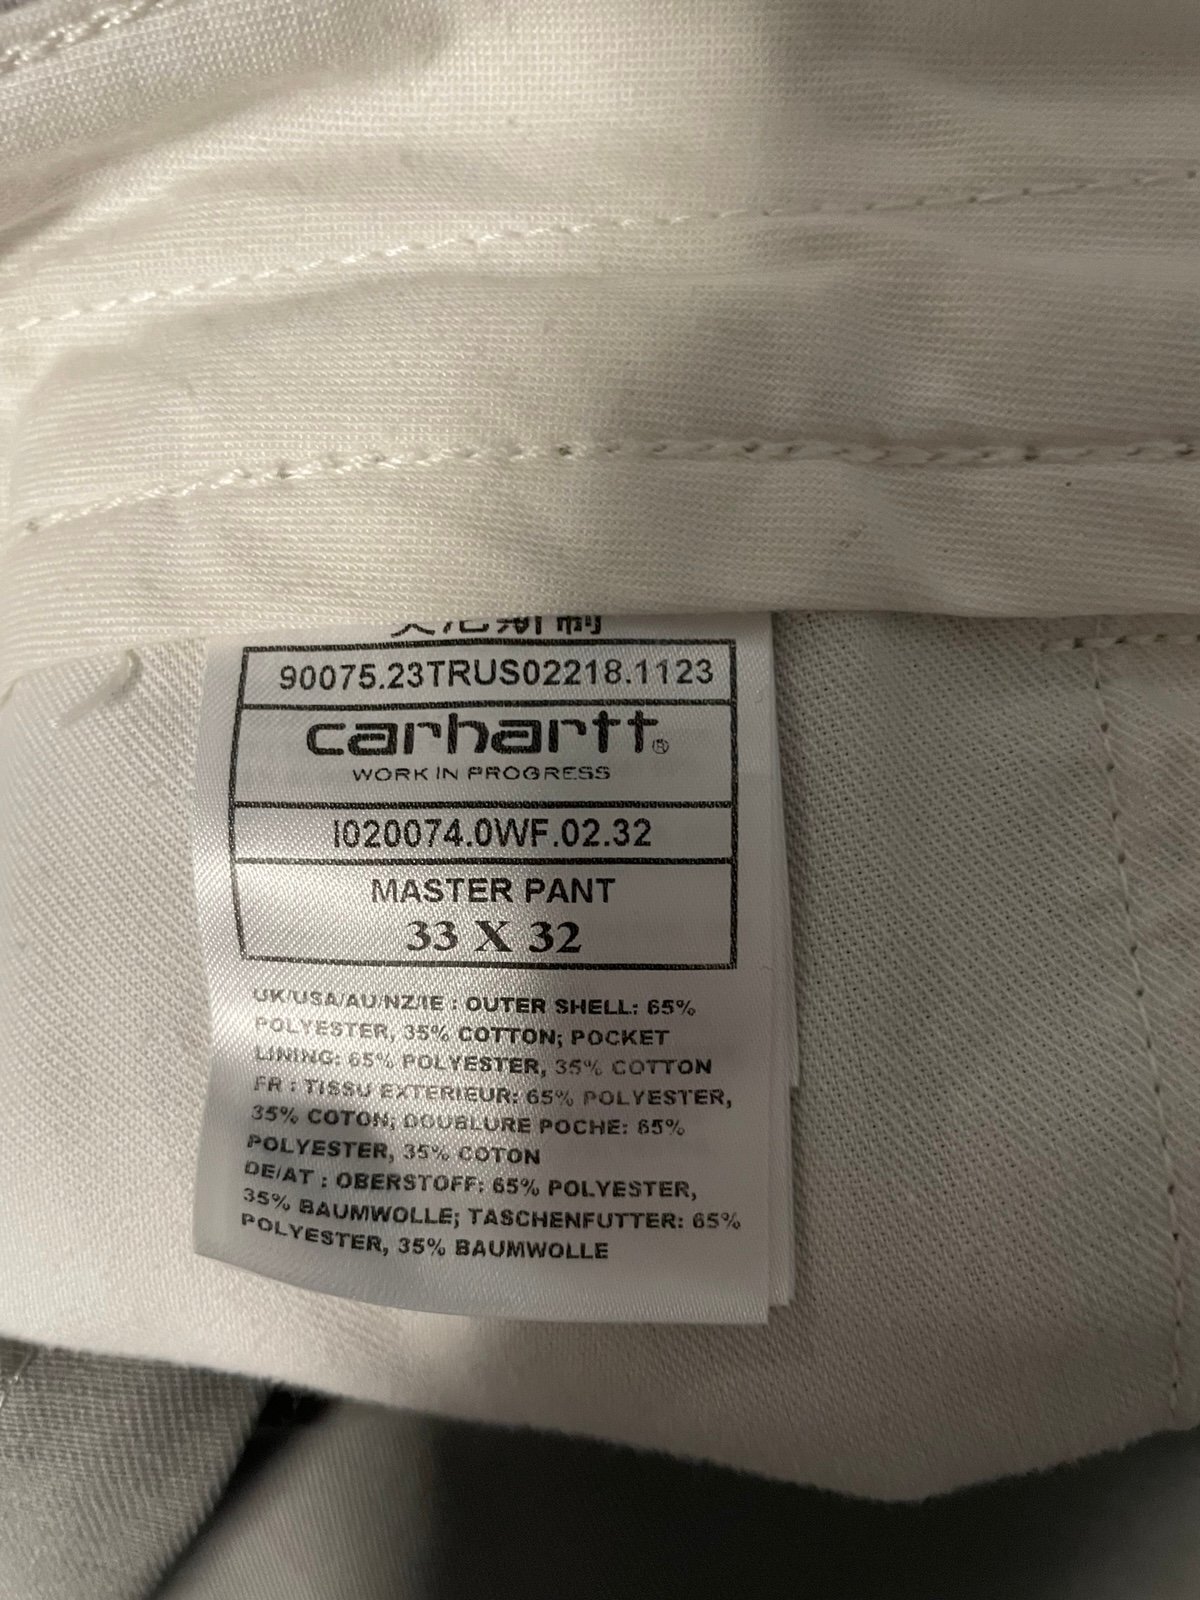 90075.23TRUS02218.1123
carhartt®
WORK IN PROGRESS
I020074.0WF.02.32
MASTER PANT
33 X 32
UK/USA/AU/NZ/IE : OUTER SHELL: 65%
POLYESTER, 35% COTTON; POCKET
LINING: 65% POLYESTER, 35% COTTON
FR : TISSU EXTERIEUR: 65% POLYESTER,
35% COTON; DOUBLURE POCHE: 65%
POLYESTER, 35% COTON
DE/AT : OBERSTOFF: 65% POLYESTER,
35% BAUMWOLLE; TASCHENFUTTER: 65%
POLYESTER, 35% BAUMWOLLE